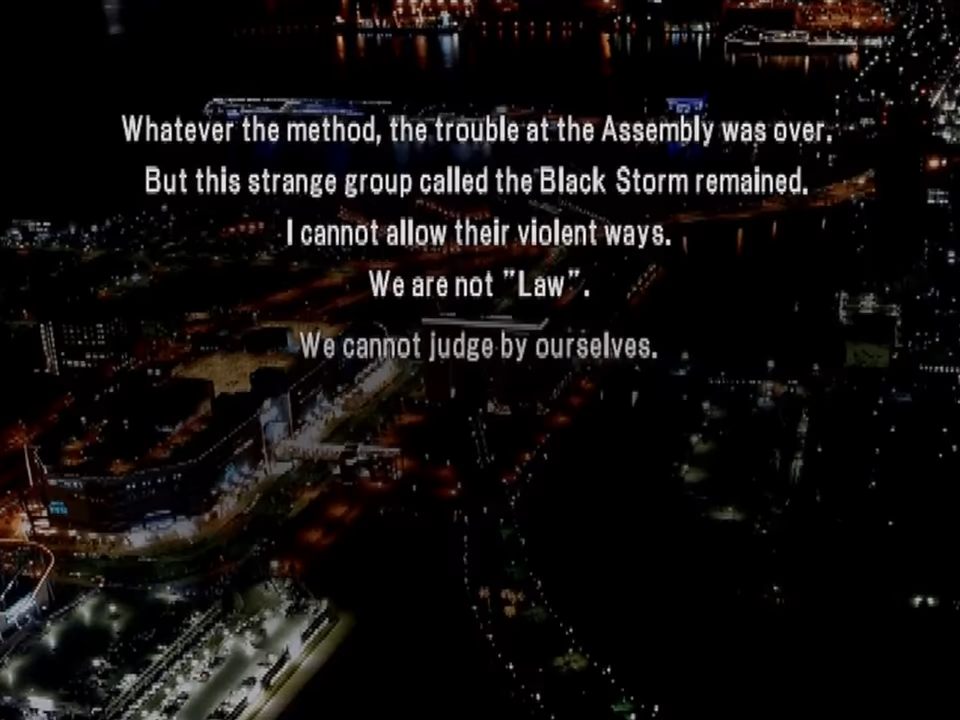 Whatever the method, the trouble at the Assembly was over.
But this strange group called the Black Storm remained.
I cannot allow their violent ways.
We are not ”Law”.
We cannot judge by ourselves.